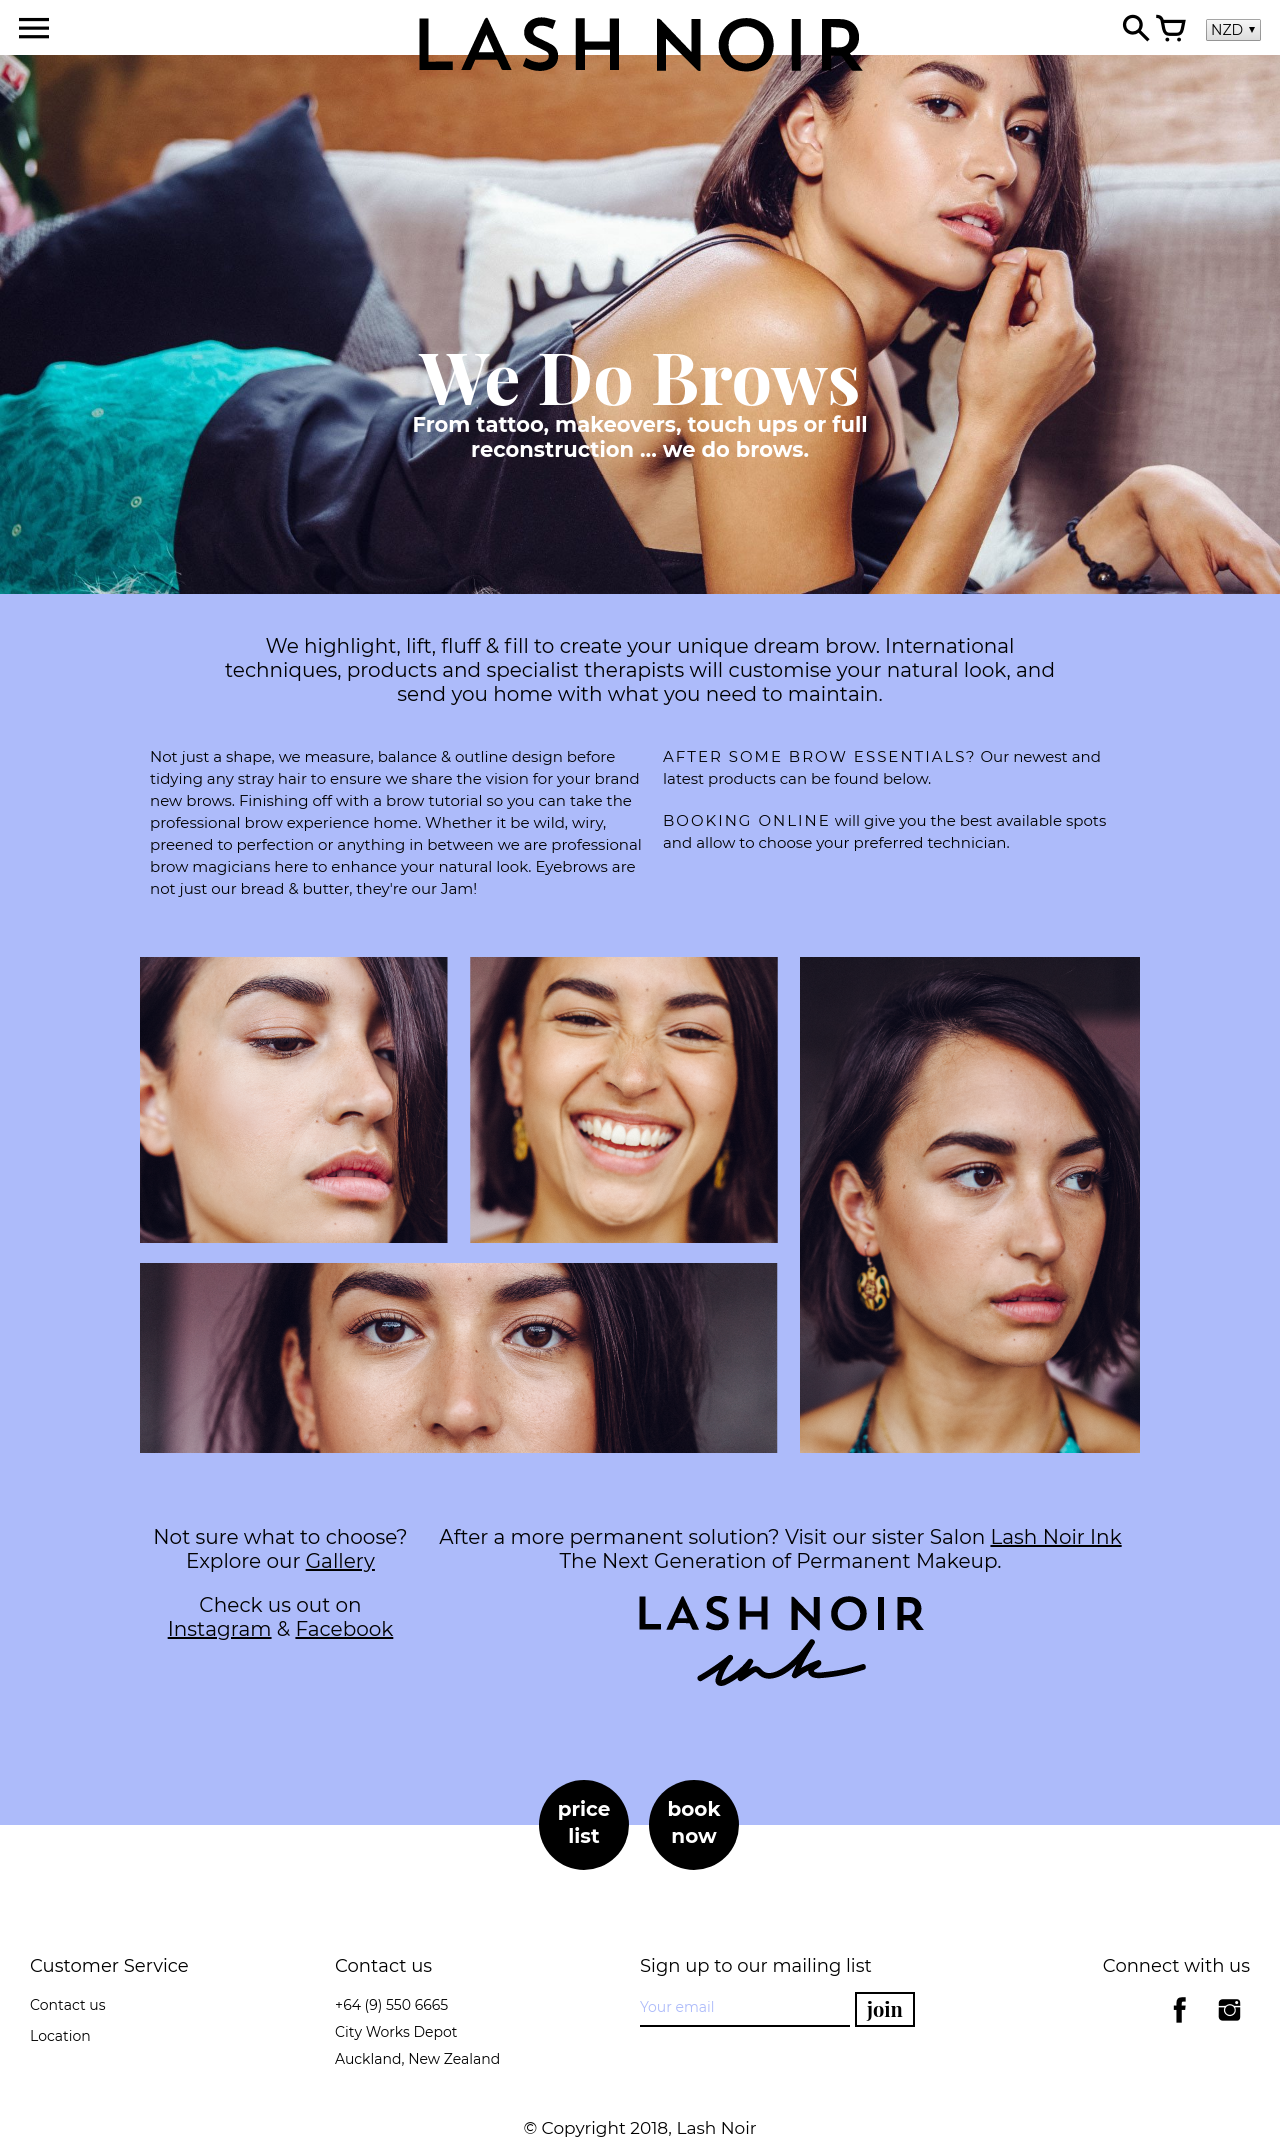 LASH NOIR
NZD
We Do Brows
From tattoo, makeovers, touch ups or full
reconstruction ... we do brows.
We highlight, lift, fluff & fill to create your unique dream brow. International
techniques, products and specialist therapists will customise your natural look, and
send you home with what you need to maintain.
Not just a shape, we measure, balance & outline design before
tidying any stray hair to ensure we share the vision for your brand
new brows. Finishing off with a brow tutorial so you can take the
professional brow experience home. Whether it be wild, wiry,
preened to perfection or anything in between we are professional
brow magicians here to enhance your natural look. Eyebrows are
not just our bread & butter, they're our Jam!
AFTER SOME BROW ESSENTIALS? Our newest and
latest products can be found below.
BOOKING ONLINE will give you the best available spots
and allow to choose your preferred technician.
Not sure what to choose?
Explore our Gallery
Check us out on
Instagram & Facebook
After a more permanent solution? Visit our sister Salon Lash Noir Ink
The Next Generation of Permanent Makeup.
LASH NOIR
ink
price
list
book
now
Customer Service
Contact us
Location
Contact us
+64 (9) 550 6665
City Works Depot
Auckland, New Zealand
Sign up to our mailing list
Your email
join
Connect with us
© Copyright 2018, Lash Noir